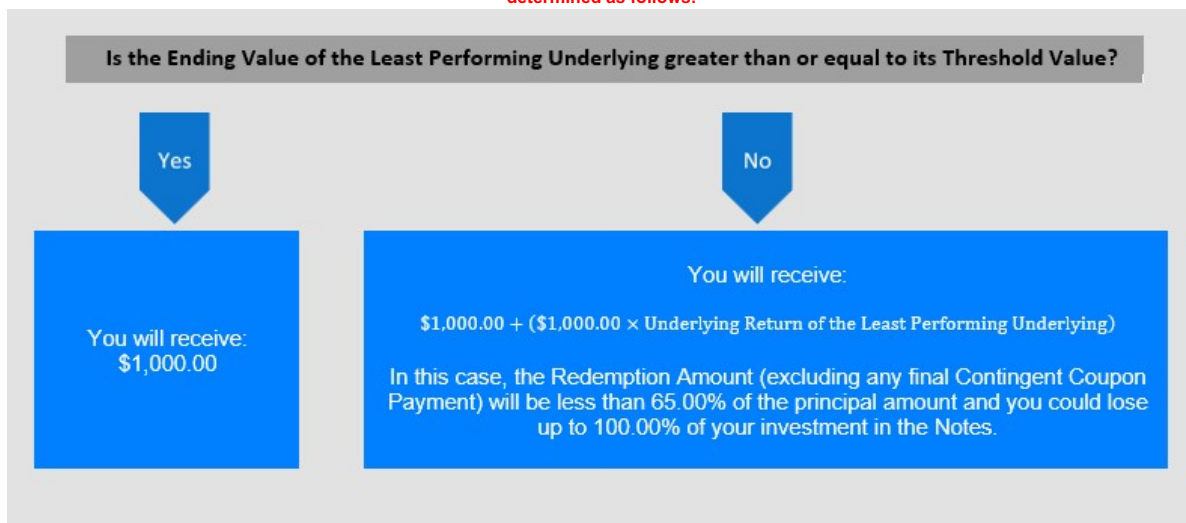 determined as follows:
Is the Ending Value of the Least Performing Underlying greater than or equal to its Threshold Value?
Yes
No
You will receive:
$1,000.00
You will receive:
$1,000.00 + ($1,000.00 × Underlying Return of the Least Performing Underlying)
In this case, the Redemption Amount (excluding any final Contingent Coupon
Payment) will be less than 65.00% of the principal amount and you could lose
up to 100.00% of your investment in the Notes.